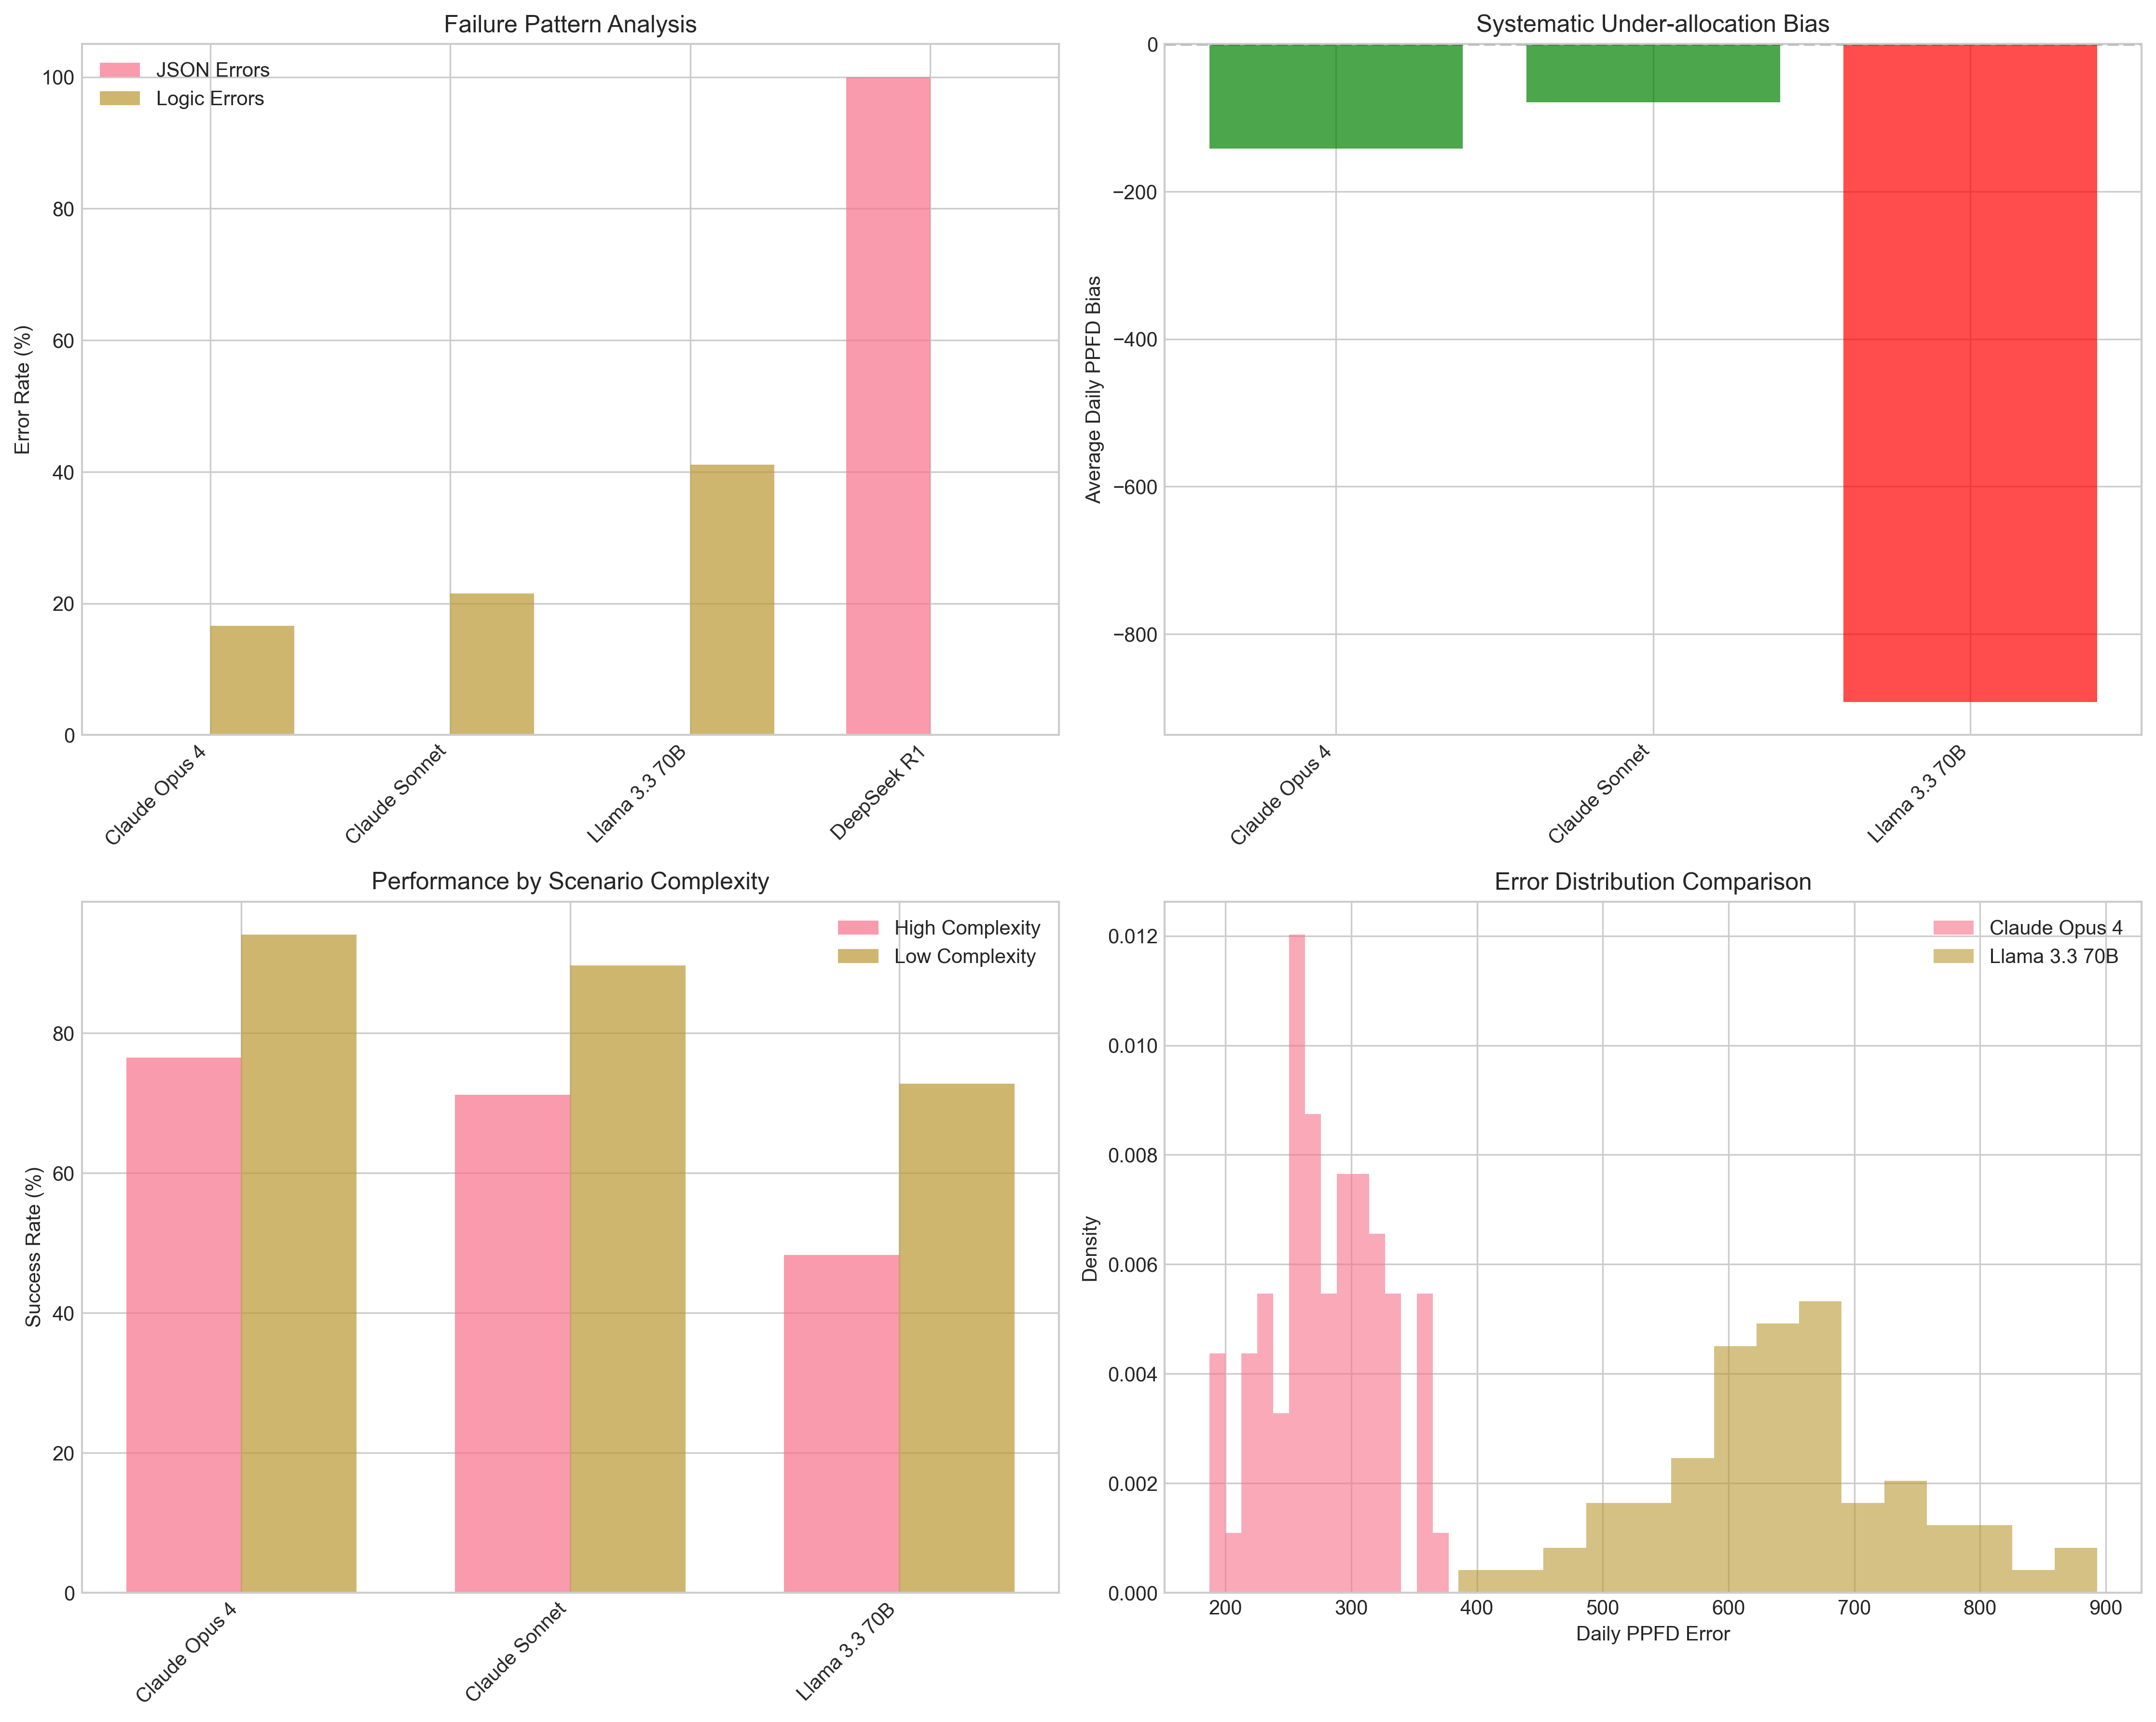 Failure Pattern Analysis
JSON Errors
Logic Errors
100
80
60
40
20
0
Error Rate (%)
Claude Opus 4
Claude Sonnet
Llama 3.3 70B
DeepSeek R1
Systematic Under-allocation Bias
0
−200
−400
−600
−800
Average Daily PPFD Bias
Claude Opus 4
Claude Sonnet
Llama 3.3 70B
Performance by Scenario Complexity
High Complexity
Low Complexity
80
60
40
20
0
Success Rate (%)
Claude Opus 4
Claude Sonnet
Llama 3.3 70B
Error Distribution Comparison
Claude Opus 4
Llama 3.3 70B
0.012
0.010
0.008
0.006
0.004
0.002
0.000
Density
200 300 400 500 600 700 800 900
Daily PPFD Error